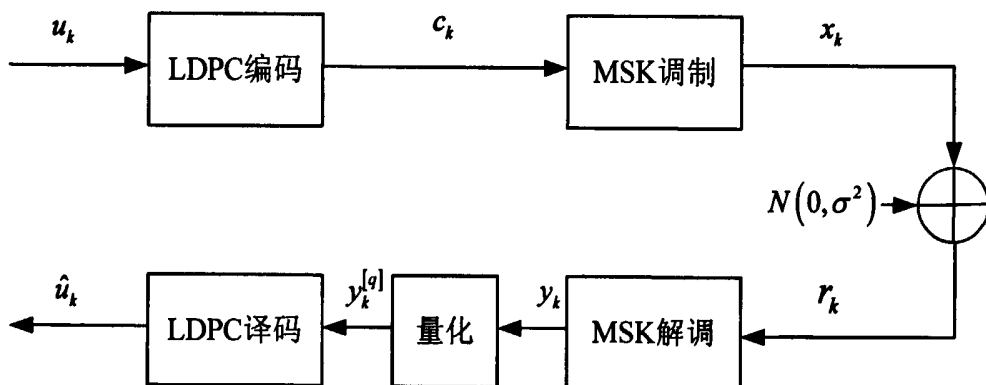 u_k
LDPC编码
c_k
MSK调制
x_k
N(0,σ²)
û_k
LDPC译码
y_k^[q]
量化
y_k
MSK解调
r_k